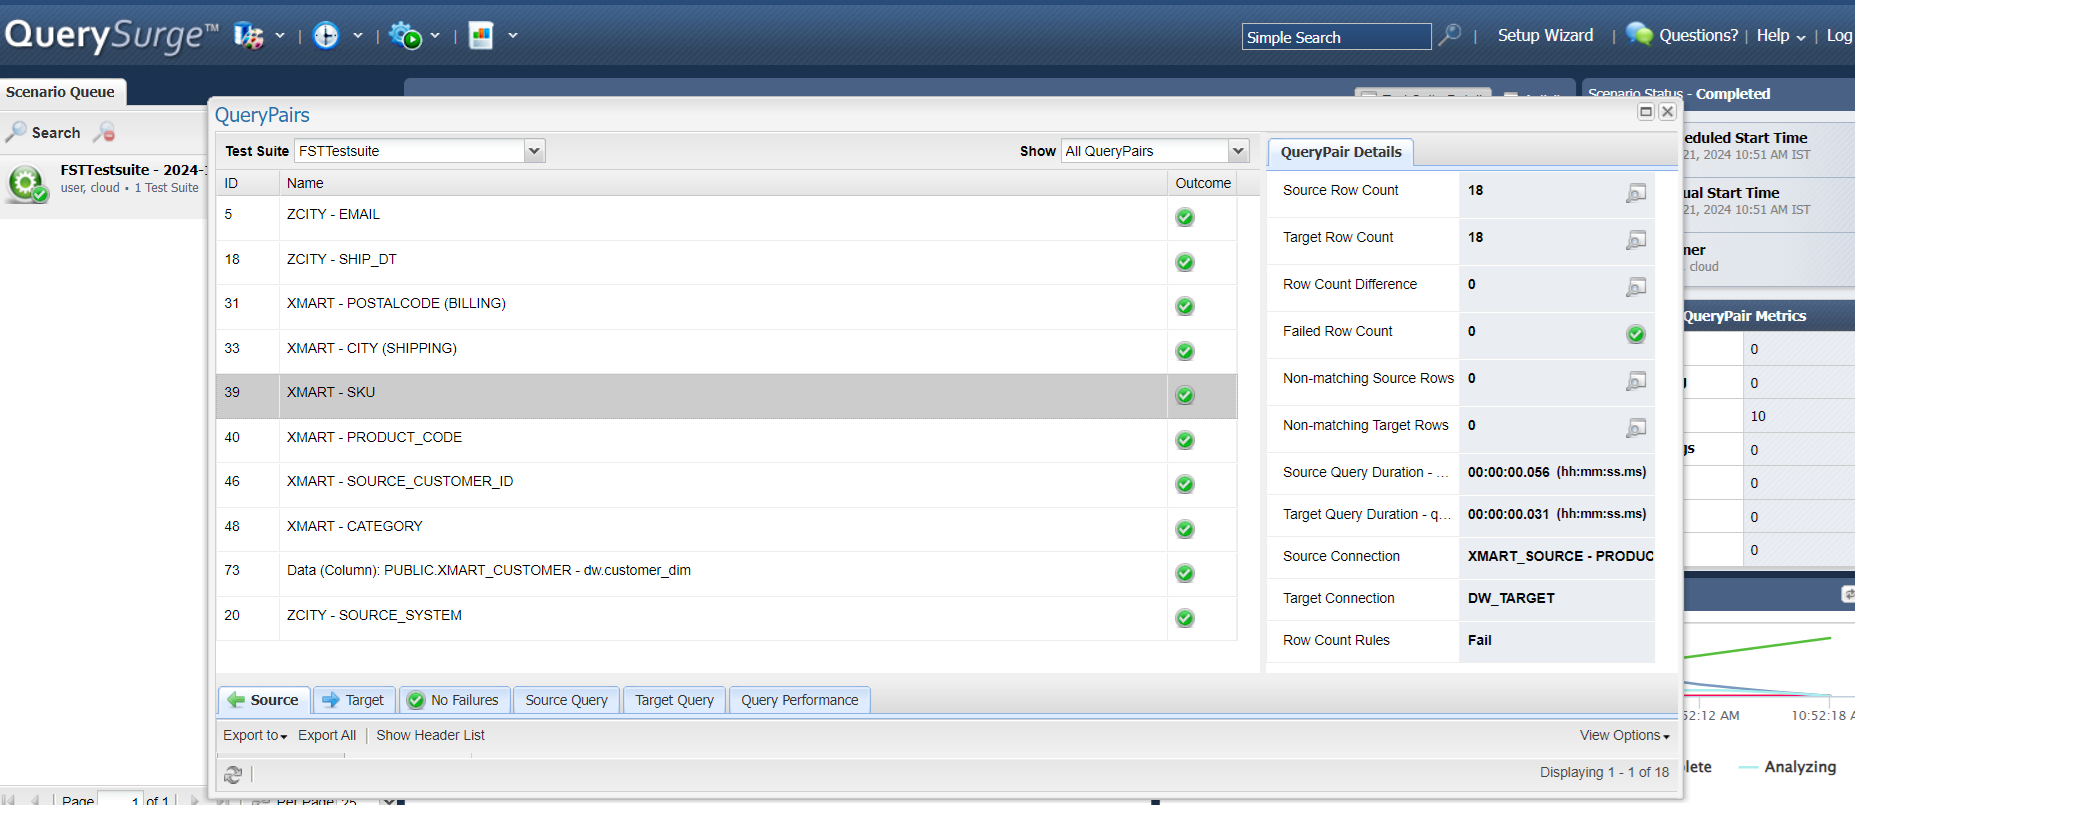 QuerySurge™
Simple Search
Setup Wizard
Questions?
Help
Log
Scenario Queue
Search
FSTTestsuite - 2024-
user, cloud • 1 Test Suite
Scenario Status - Completed
eduled Start Time
21, 2024 10:51 AM IST
ual Start Time
21, 2024 10:51 AM IST
ner
cloud
QueryPair Metrics
0
0
10
gs 0
0
0
0
QueryPairs
Test Suite FSTTestsuite
Show All QueryPairs
ID Name Outcome
5 ZCITY - EMAIL
18 ZCITY - SHIP_DT
31 XMART - POSTALCODE (BILLING)
33 XMART - CITY (SHIPPING)
39 XMART - SKU
40 XMART - PRODUCT_CODE
46 XMART - SOURCE_CUSTOMER_ID
48 XMART - CATEGORY
73 Data (Column): PUBLIC.XMART_CUSTOMER - dw.customer_dim
20 ZCITY - SOURCE_SYSTEM
QueryPair Details
Source Row Count 18
Target Row Count 18
Row Count Difference 0
Failed Row Count 0
Non-matching Source Rows 0
Non-matching Target Rows 0
Source Query Duration - ... 00:00:00.056 (hh:mm:ss.ms)
Target Query Duration - q... 00:00:00.031 (hh:mm:ss.ms)
Source Connection XMART_SOURCE - PRODUC
Target Connection DW_TARGET
Row Count Rules Fail
Source
Target
No Failures
Source Query
Target Query
Query Performance
Export to
Export All
Show Header List
View Options
Displaying 1 - 1 of 18
52:12 AM
10:52:18 A
lete
Analyzing
Page 1 of 1
Per Page: 25